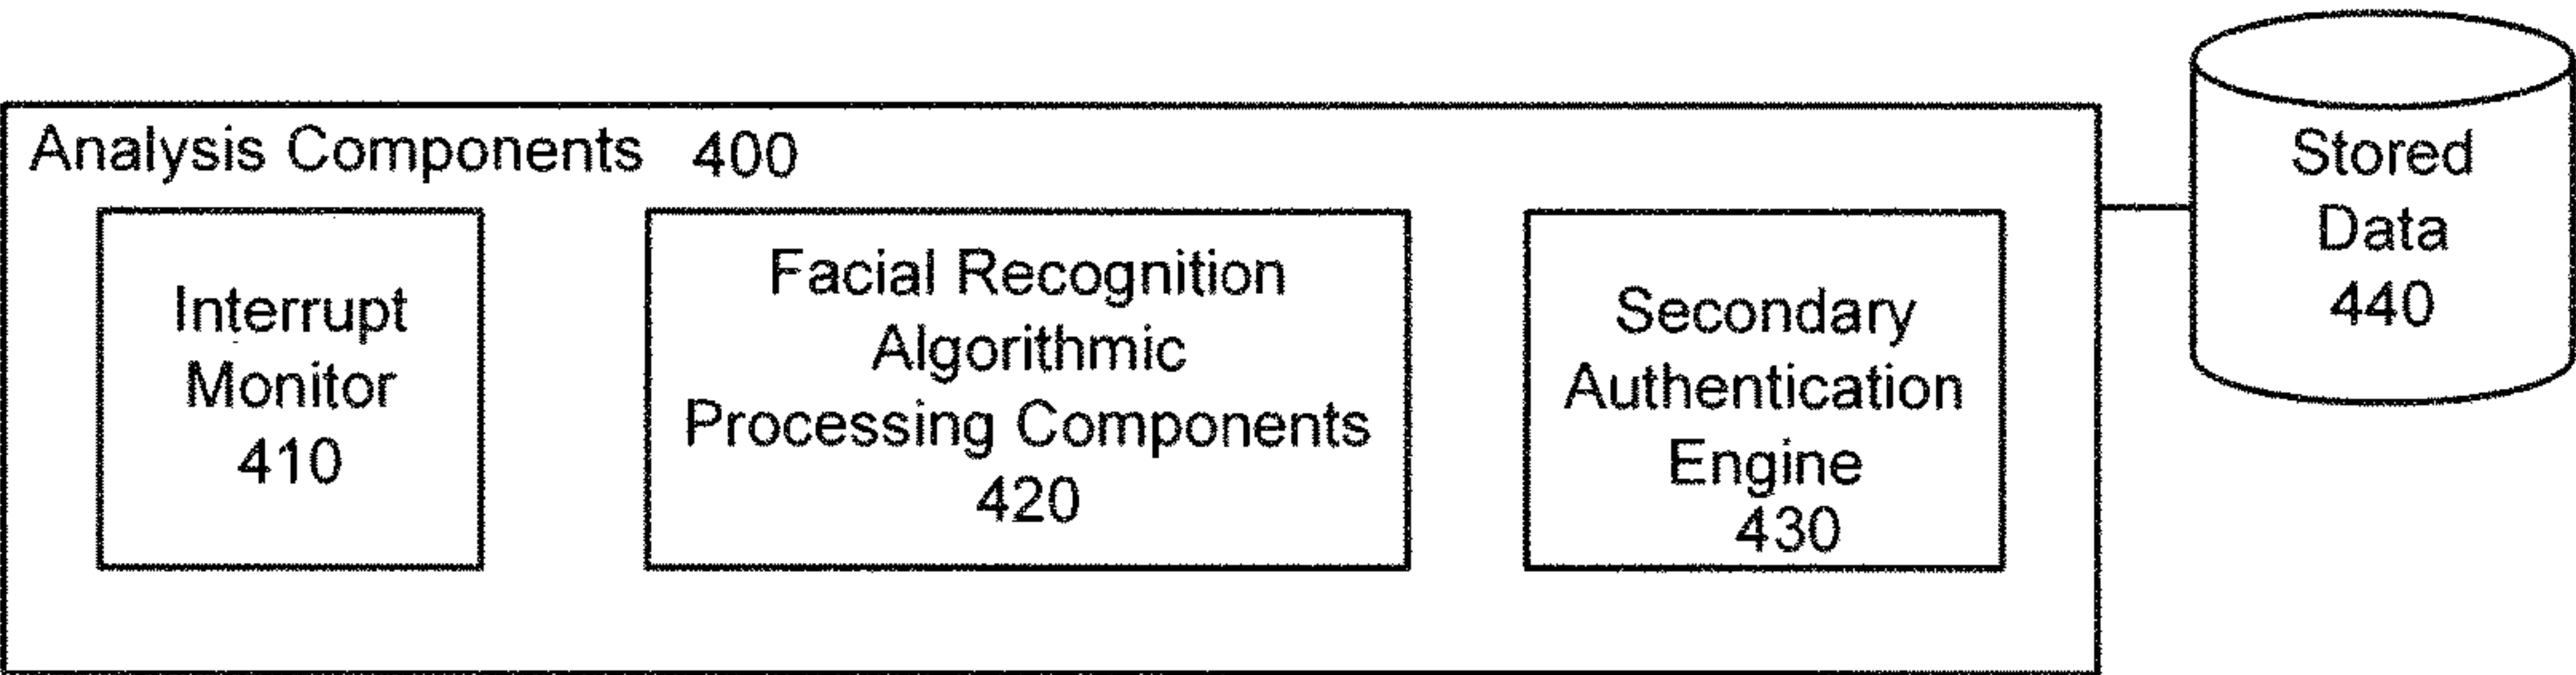 Analysis Components 400
Interrupt
Monitor
410
Facial Recognition
Algorithmic
Processing Components
420
Secondary
Authentication
Engine
430
Stored
Data
440